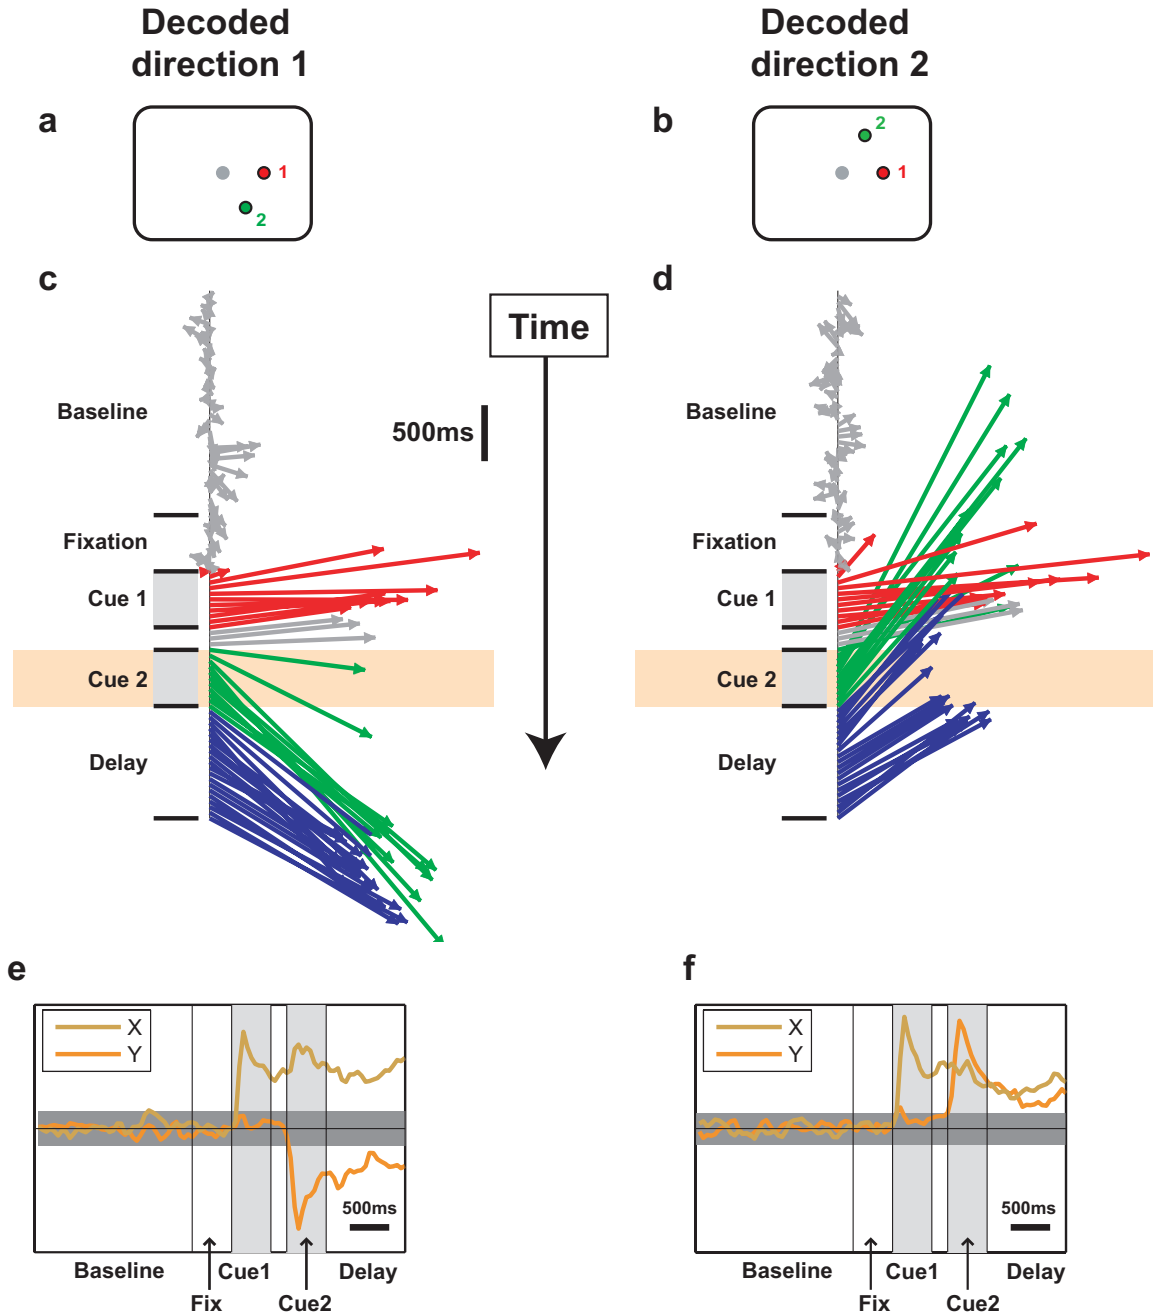 Decoded
direction 1
Decoded
direction 2
a
1
2
b
2
1
c
Time
500ms
Baseline
Fixation
Cue 1
Cue 2
Delay
d
Baseline
Fixation
Cue 1
Cue 2
Delay
e
X
Y
500ms
Baseline
Fix
Cue1
Cue2
Delay
f
X
Y
500ms
Baseline
Fix
Cue1
Cue2
Delay